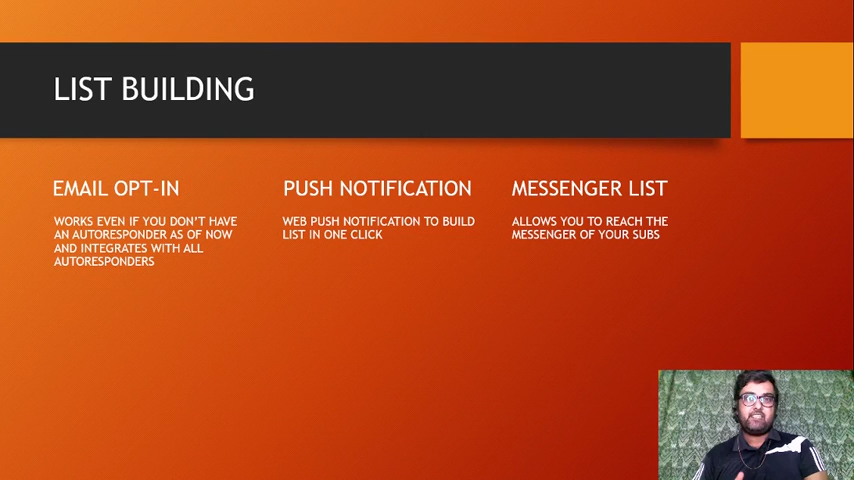 LIST BUILDING
EMAIL OPT-IN
WORKS EVEN IF YOU DON'T HAVE
AN AUTORESPONDER AS OF NOW
AND INTEGRATES WITH ALL
AUTORESPONDERS
PUSH NOTIFICATION
WEB PUSH NOTIFICATION TO BUILD
LIST IN ONE CLICK
MESSENGER LIST
ALLOWS YOU TO REACH THE
MESSENGER OF YOUR SUBS